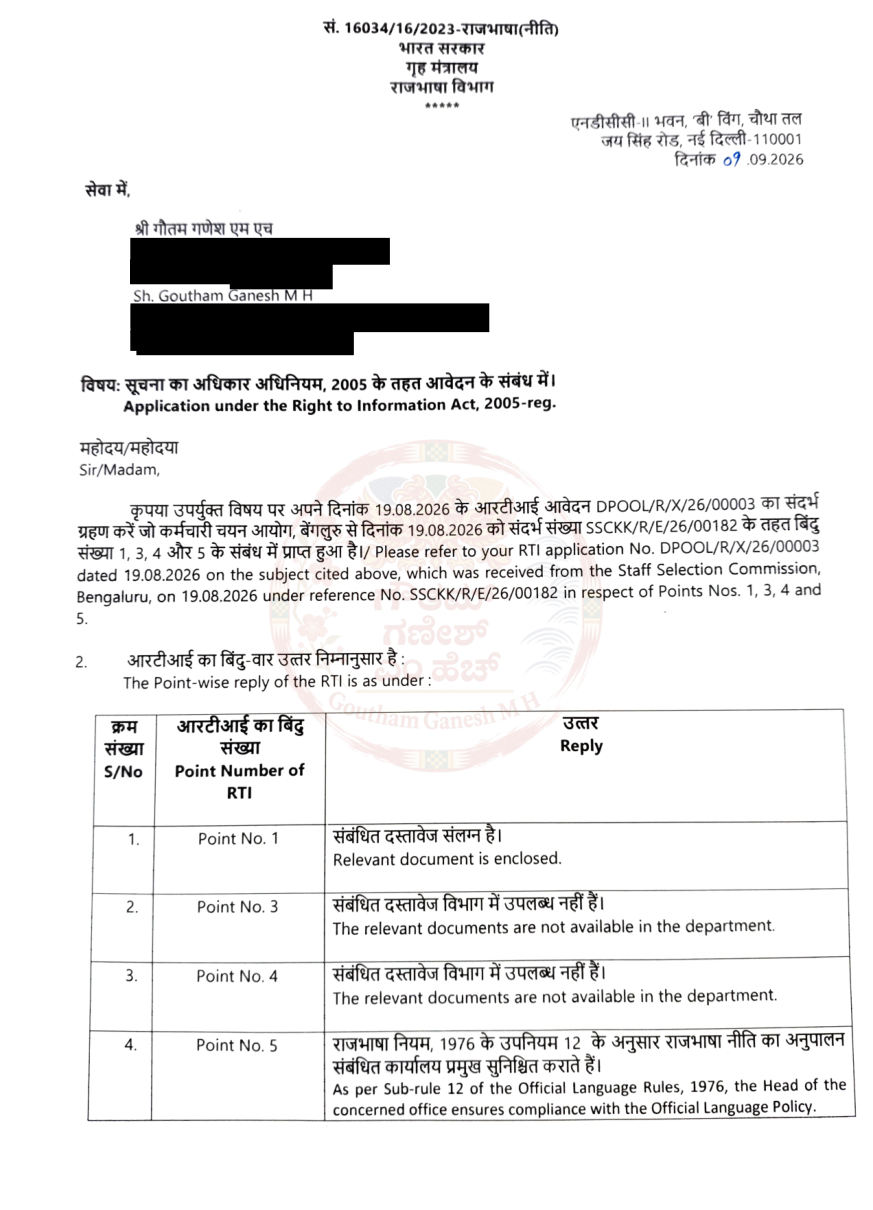 सं. 16034/16/2023-राजभाषा(नीति)
भारत सरकार
गृह मंत्रालय
राजभाषा विभाग
*****
एनडीसीसी-II भवन, 'बी' विंग, चौथा तल
जय सिंह रोड, नई दिल्ली-110001
दिनांक 09 .09.2026
सेवा में,
श्री गौतम गणेश एम एच
Sh. Goutham Ganesh M H
विषय: सूचना का अधिकार अधिनियम, 2005 के तहत आवेदन के संबंध में।
Application under the Right to Information Act, 2005-reg.
महोदय/महोदया
Sir/Madam,
कृपया उपर्युक्त विषय पर अपने दिनांक 19.08.2026 के आरटीआई आवेदन DPOOL/R/X/26/00003 का संदर्भ
ग्रहण करें जो कर्मचारी चयन आयोग, बेंगलुरु से दिनांक 19.08.2026 को संदर्भ संख्या SSCKK/R/E/26/00182 के तहत बिंदु
संख्या 1, 3, 4 और 5 के संबंध में प्राप्त हुआ है।/ Please refer to your RTI application No. DPOOL/R/X/26/00003
dated 19.08.2026 on the subject cited above, which was received from the Staff Selection Commission,
Bengaluru, on 19.08.2026 under reference No. SSCKK/R/E/26/00182 in respect of Points Nos. 1, 3, 4 and
5.
ಗೌತಮ್
ಗಣೇಶ್
ಎಂ ಹೆಚ್
Goutham Ganesh M H
2. आरटीआई का बिंदु-वार उत्तर निम्नानुसार है :
The Point-wise reply of the RTI is as under :
क्रम संख्या S/No
आरटीआई का बिंदु संख्या Point Number of RTI
उत्तर Reply
1. Point No. 1 संबंधित दस्तावेज संलग्न है।
Relevant document is enclosed.
2. Point No. 3 संबंधित दस्तावेज विभाग में उपलब्ध नहीं हैं।
The relevant documents are not available in the department.
3. Point No. 4 संबंधित दस्तावेज विभाग में उपलब्ध नहीं हैं।
The relevant documents are not available in the department.
4. Point No. 5 राजभाषा नियम, 1976 के उपनियम 12 के अनुसार राजभाषा नीति का अनुपालन
संबंधित कार्यालय प्रमुख सुनिश्चित कराते हैं।
As per Sub-rule 12 of the Official Language Rules, 1976, the Head of the
concerned office ensures compliance with the Official Language Policy.